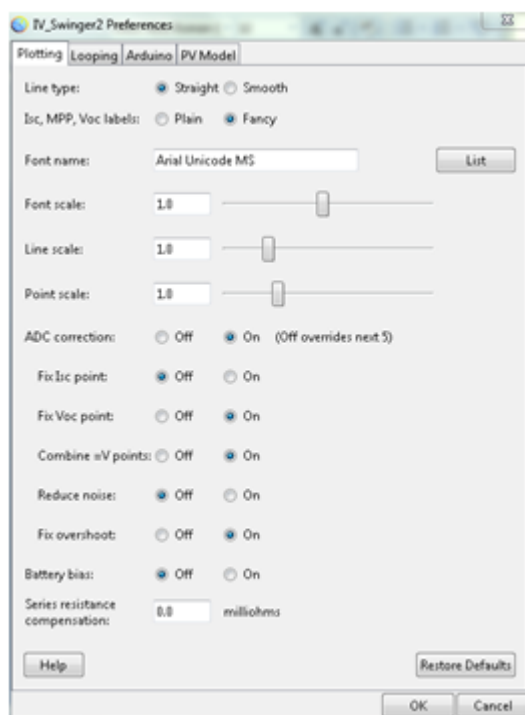 IV_Swinger2 Preferences
Plotting Looping Arduino PV Model
Line type: Straight Smooth
Isc, MPP, Voc labels: Plain Fancy
Font name: Arial Unicode MS List
Font scale: 1.0
Line scale: 1.0
Point scale: 1.0
ADC correction: Off On (Off overrides next 5)
Fix Isc point: Off On
Fix Voc point: Off On
Combine =V points: Off On
Reduce noise: Off On
Fix overshoot: Off On
Battery bias: Off On
Series resistance
compensation: 0.0 milliohms
Help Restore Defaults
OK Cancel